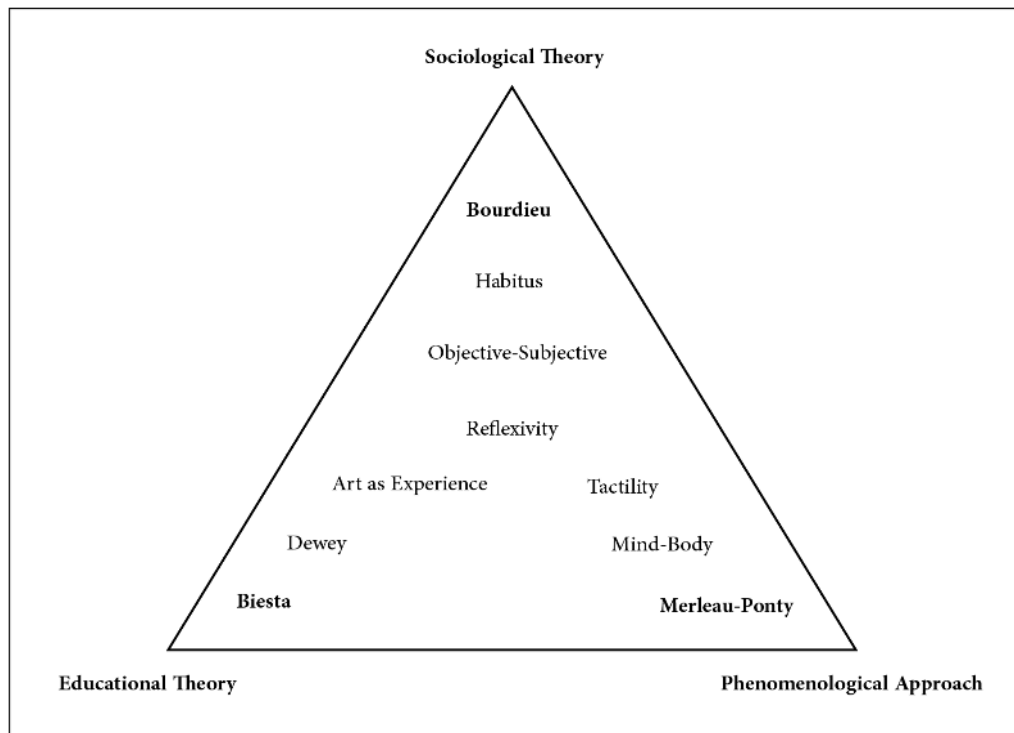 Sociological Theory
Bourdieu
Habitus
Objective-Subjective
Reflexivity
Art as Experience
Tactility
Dewey
Mind-Body
Biesta
Merleau-Ponty
Educational Theory
Phenomenological Approach